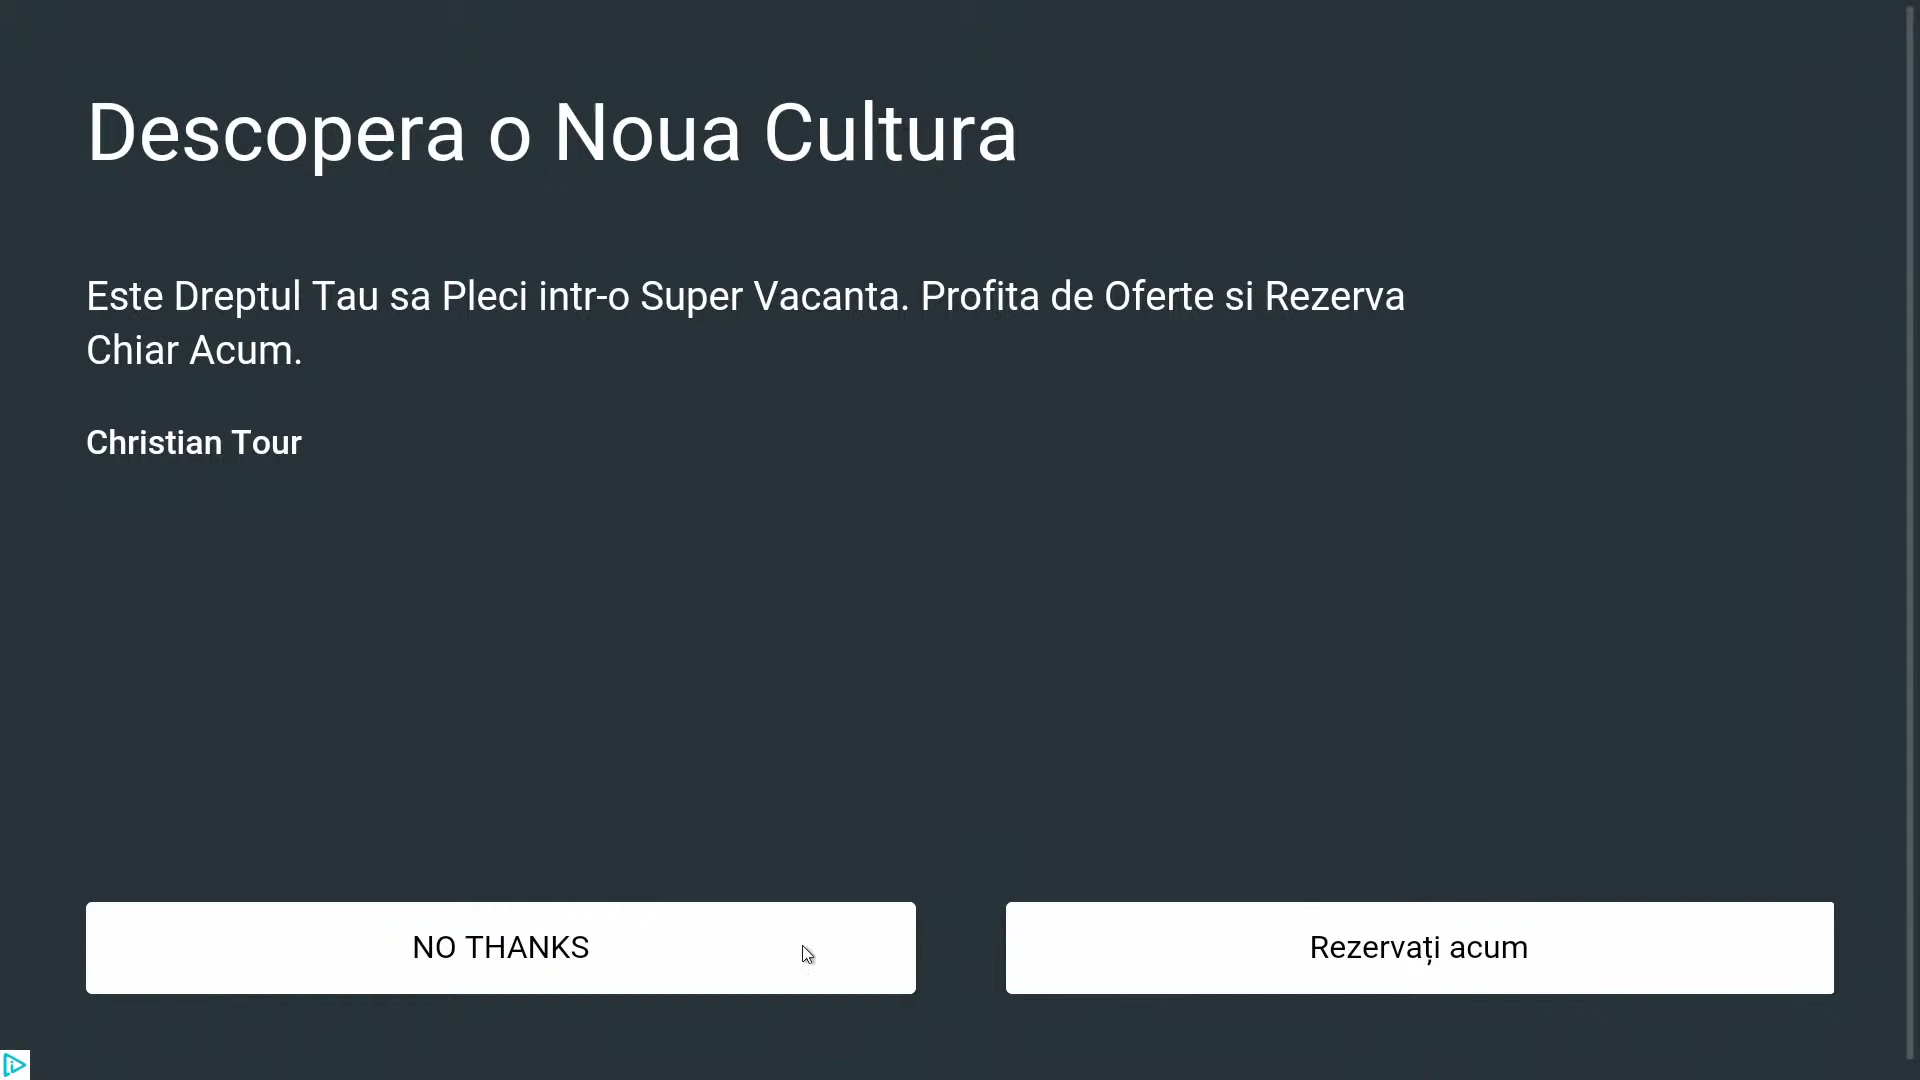 Descopera o Noua Cultura
Este Dreptul Tau sa Pleci intr-o Super Vacanta. Profita de Oferte si Rezerva
Chiar Acum.
Christian Tour
NO THANKS
Rezervați acum